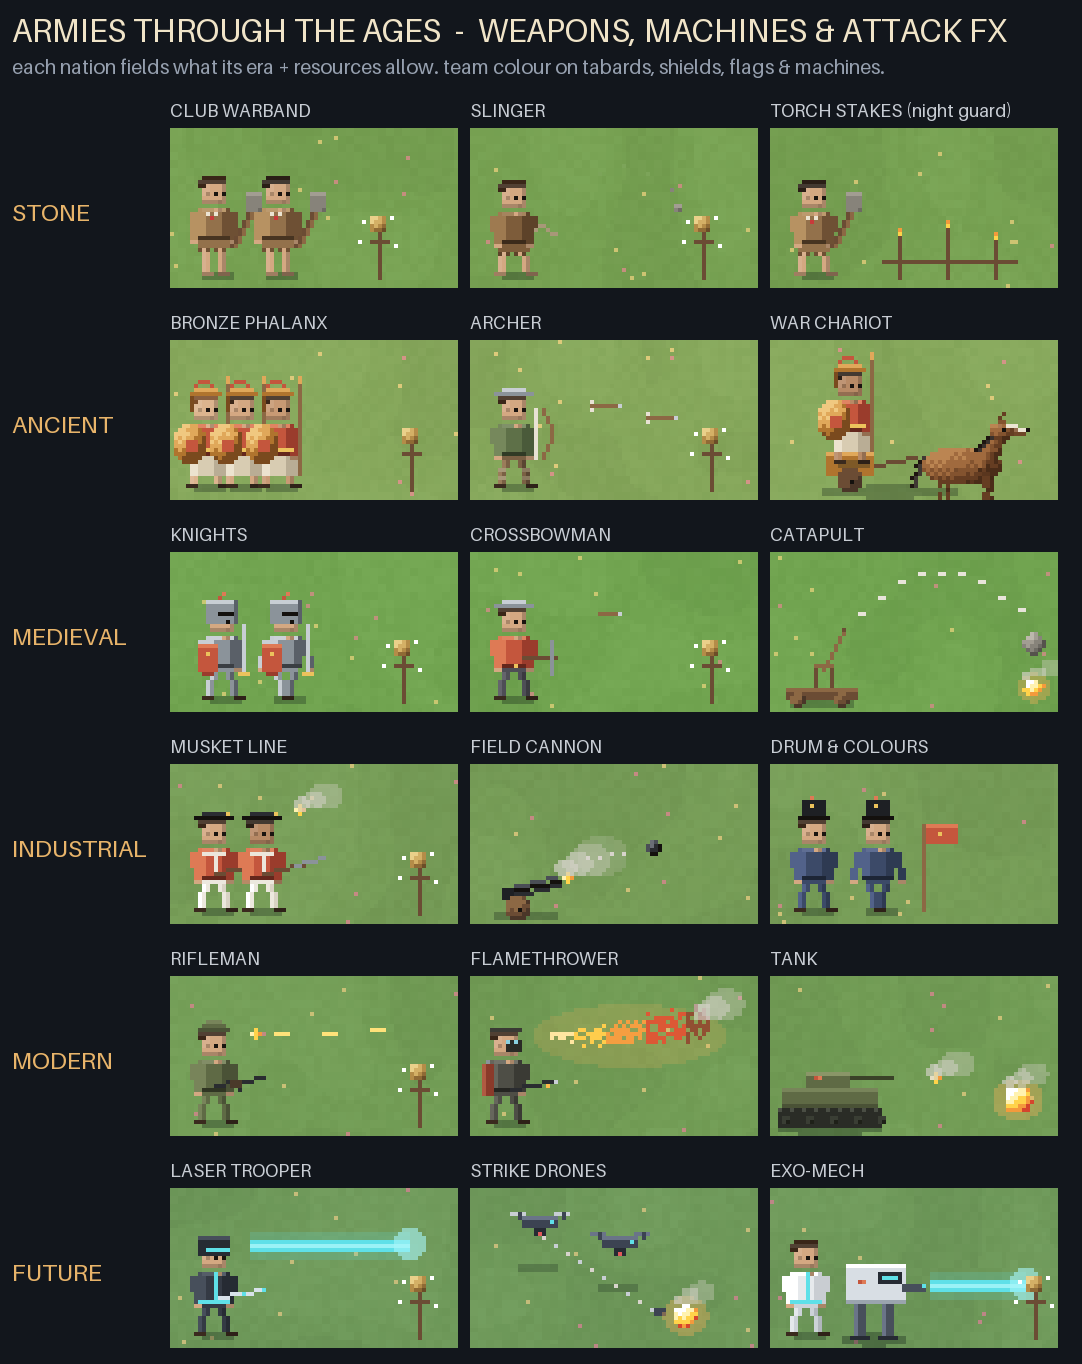 ARMIES THROUGH THE AGES - WEAPONS, MACHINES & ATTACK FX
each nation fields what its era + resources allow. team colour on tabards, shields, flags & machines.
CLUB WARBAND
SLINGER
TORCH STAKES (night guard)
STONE
BRONZE PHALANX
ARCHER
WAR CHARIOT
ANCIENT
KNIGHTS
CROSSBOWMAN
CATAPULT
MEDIEVAL
MUSKET LINE
FIELD CANNON
DRUM & COLOURS
INDUSTRIAL
RIFLEMAN
FLAMETHROWER
TANK
MODERN
LASER TROOPER
STRIKE DRONES
EXO-MECH
FUTURE